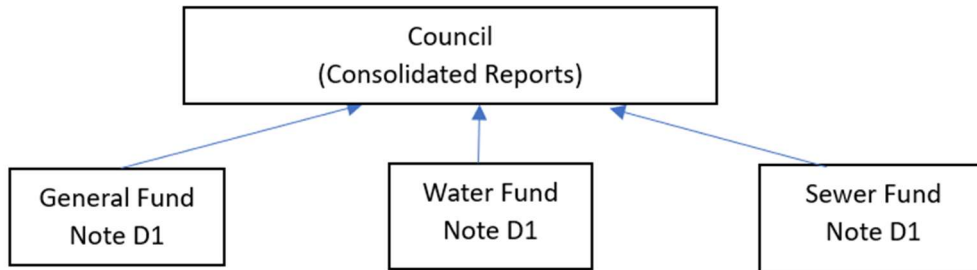 Council
(Consolidated Reports)
General Fund
Note D1
Water Fund
Note D1
Sewer Fund
Note D1